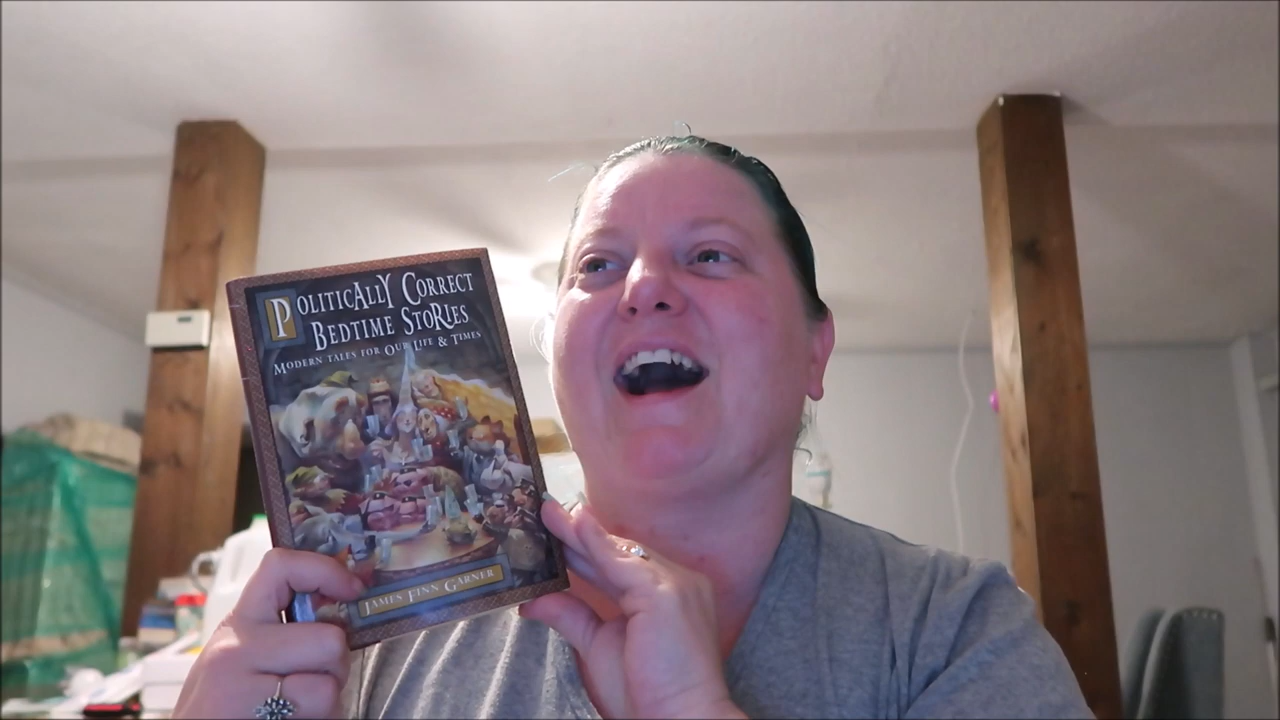 POLITICALLY CORRECT
BEDTIME STORIES
MODERN TALES FOR OUR LIFE & TIMES
JAMES FINN GARNER